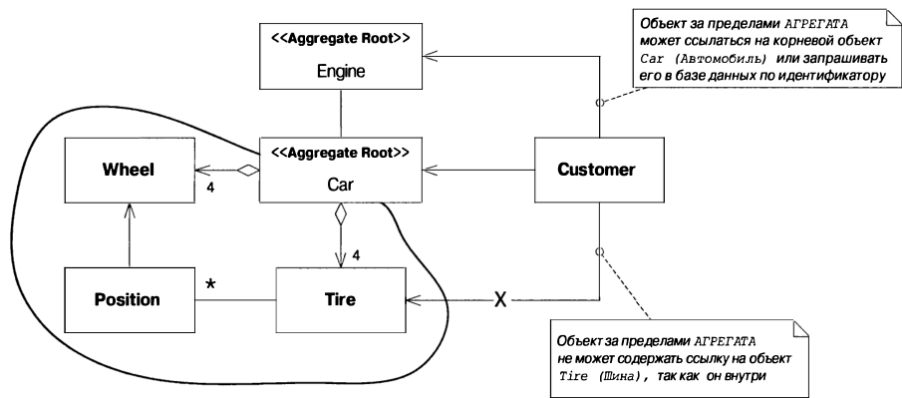 <<Aggregate Root>>
Engine
Объект за пределами АГРЕГАТА
может ссылаться на корневой объект
Car (Автомобиль) или запрашивать
его в базе данных по идентификатору
Wheel
4
<<Aggregate Root>>
Car
Customer
4
Position
*
Tire
X
Объект за пределами АГРЕГАТА
не может содержать ссылку на объект
Tire (Шина), так как он внутри